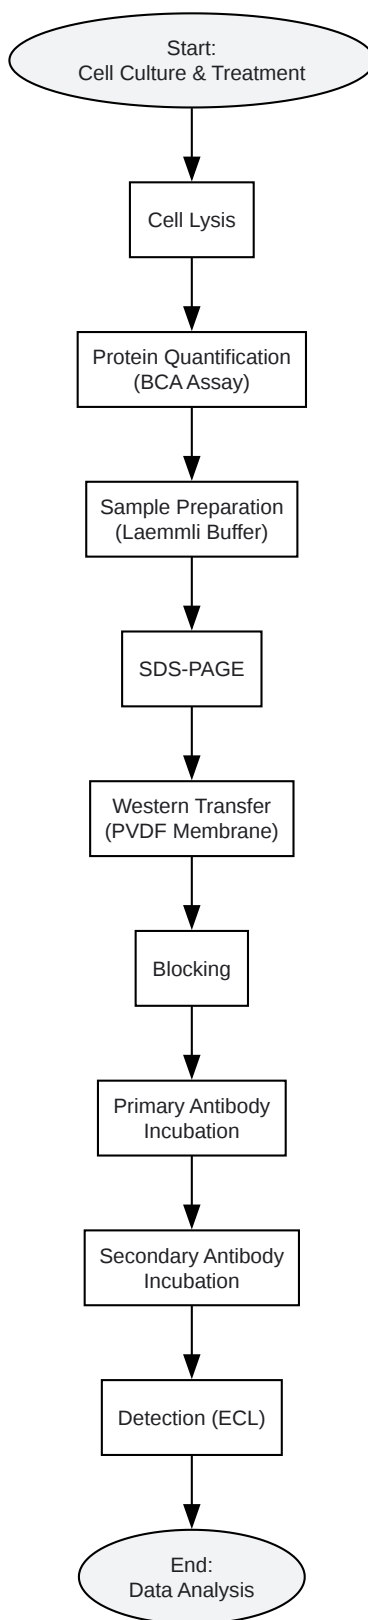 Start:
Cell Culture & Treatment
Cell Lysis
Protein Quantification
(BCA Assay)
Sample Preparation
(Laemmli Buffer)
SDS-PAGE
Western Transfer
(PVDF Membrane)
Blocking
Primary Antibody
Incubation
Secondary Antibody
Incubation
Detection (ECL)
End:
Data Analysis